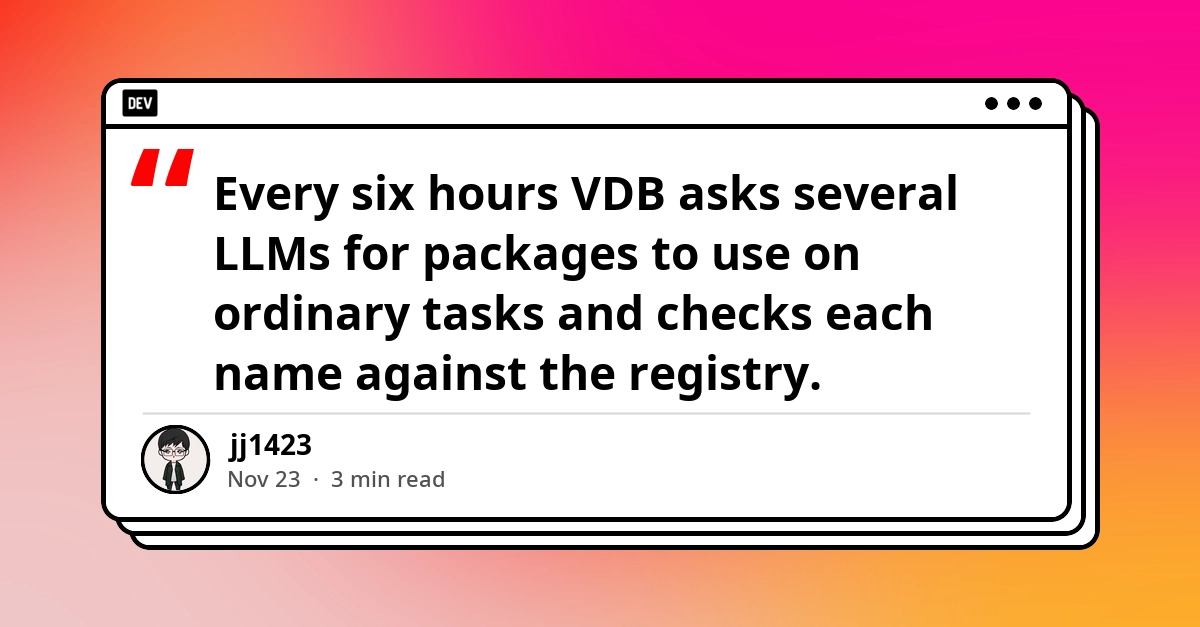 DEV
“Every six hours VDB asks several
LLMs for packages to use on
ordinary tasks and checks each
name against the registry.
jj1423
Nov 23 · 3 min read